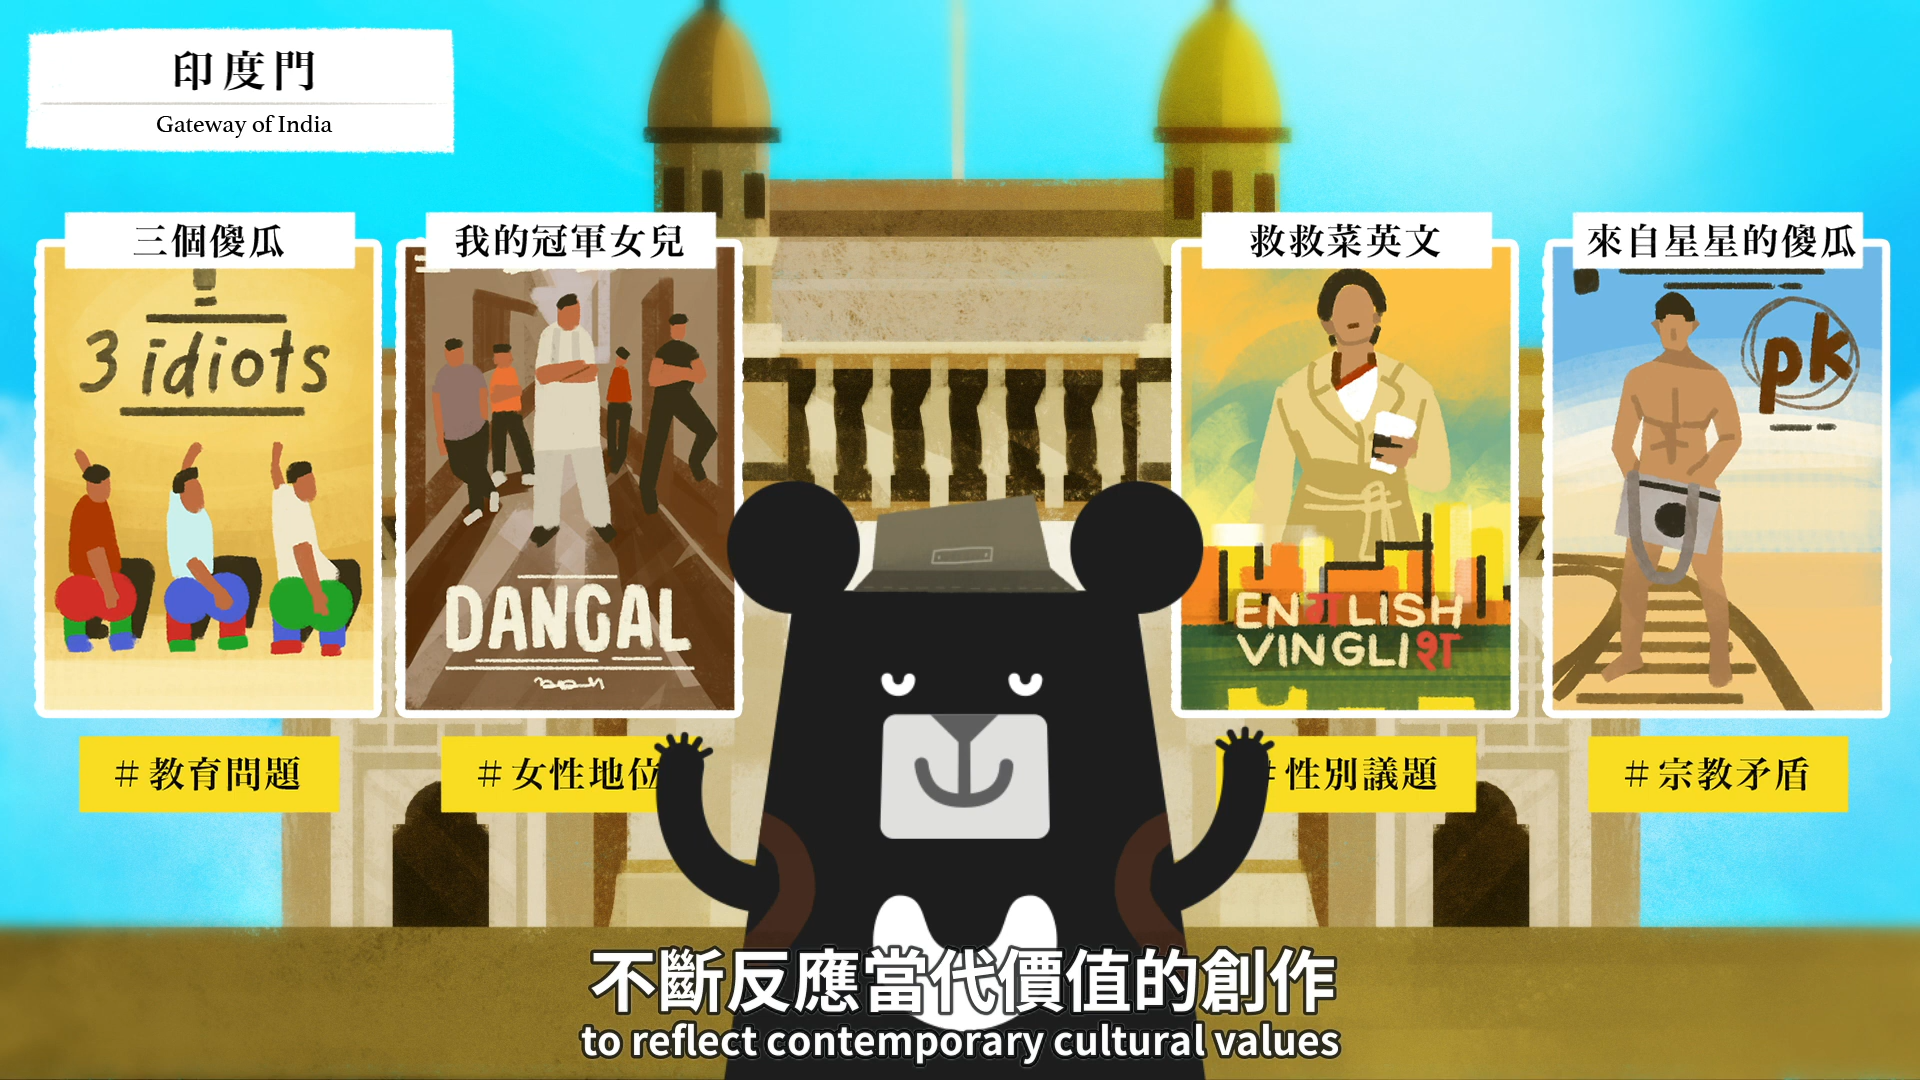 印度門
Gateway of India
三個傻瓜
我的冠軍女兒
救救菜英文
來自星星的傻瓜
3 idiots
DANGAL
ENग्LISH
VINGLIश
pk
#教育問題
#女性地位
#性別議題
#宗教矛盾
不斷反應當代價值的創作
to reflect contemporary cultural values